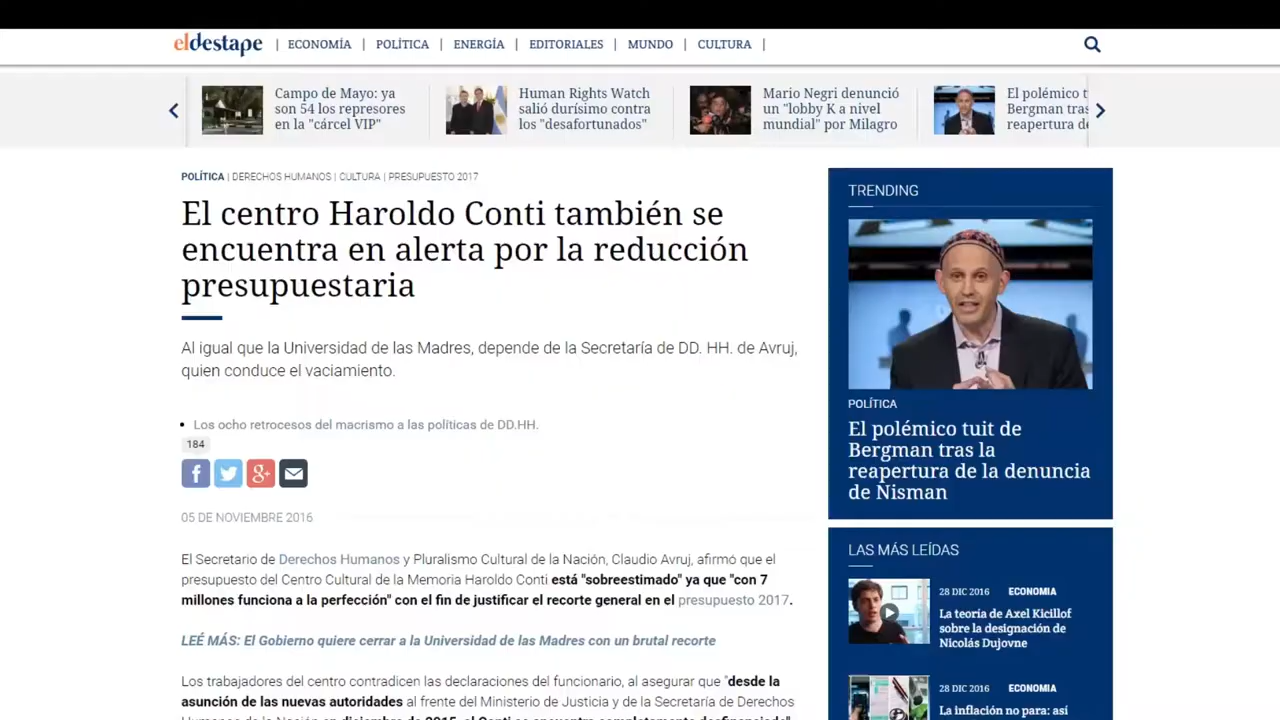 eldestape | ECONOMÍA | POLÍTICA | ENERGÍA | EDITORIALES | MUNDO | CULTURA |
Campo de Mayo: ya
son 54 los represores
en la "cárcel VIP"
Human Rights Watch
salió durísimo contra
los "desafortunados"
Mario Negri denunció
un "lobby K a nivel
mundial" por Milagro
El polémico
Bergman
reapertura
POLÍTICA | DERECHOS HUMANOS | CULTURA | PRESUPUESTO 2017
El centro Haroldo Conti también se
encuentra en alerta por la reducción
presupuestaria
Al igual que la Universidad de las Madres, depende de la Secretaría de DD. HH. de Avruj,
quien conduce el vaciamiento.
Los ocho retrocesos del macrismo a las políticas de DD.HH.
184
05 DE NOVIEMBRE 2016
El Secretario de Derechos Humanos y Pluralismo Cultural de la Nación, Claudio Avruj, afirmó que el
presupuesto del Centro Cultural de la Memoria Haroldo Conti está "sobreestimado" ya que "con 7
millones funciona a la perfección" con el fin de justificar el recorte general en el presupuesto 2017.
LEÉ MÁS: El Gobierno quiere cerrar a la Universidad de las Madres con un brutal recorte
Los trabajadores del centro contradicen las declaraciones del funcionario, al asegurar que "desde la
asunción de las nuevas autoridades al frente del Ministerio de Justicia y de la Secretaría de Derechos
TRENDING
POLÍTICA
El polémico tuit de
Bergman tras la
reapertura de la denuncia
de Nisman
LAS MÁS LEÍDAS
28 DIC 2016 ECONOMIA
La teoría de Axel Kicillof
sobre la designación de
Nicolás Dujovne
28 DIC 2016 ECONOMIA
La inflación no para: así